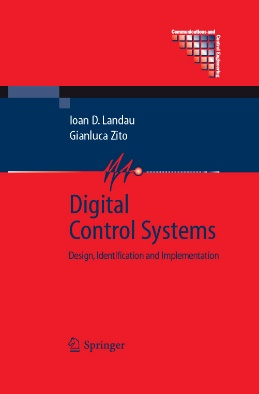 Communications and
Control Engineering
Ioan D. Landau
Gianluca Zito
Digital
Control Systems
Design, Identification and Implementation
Springer